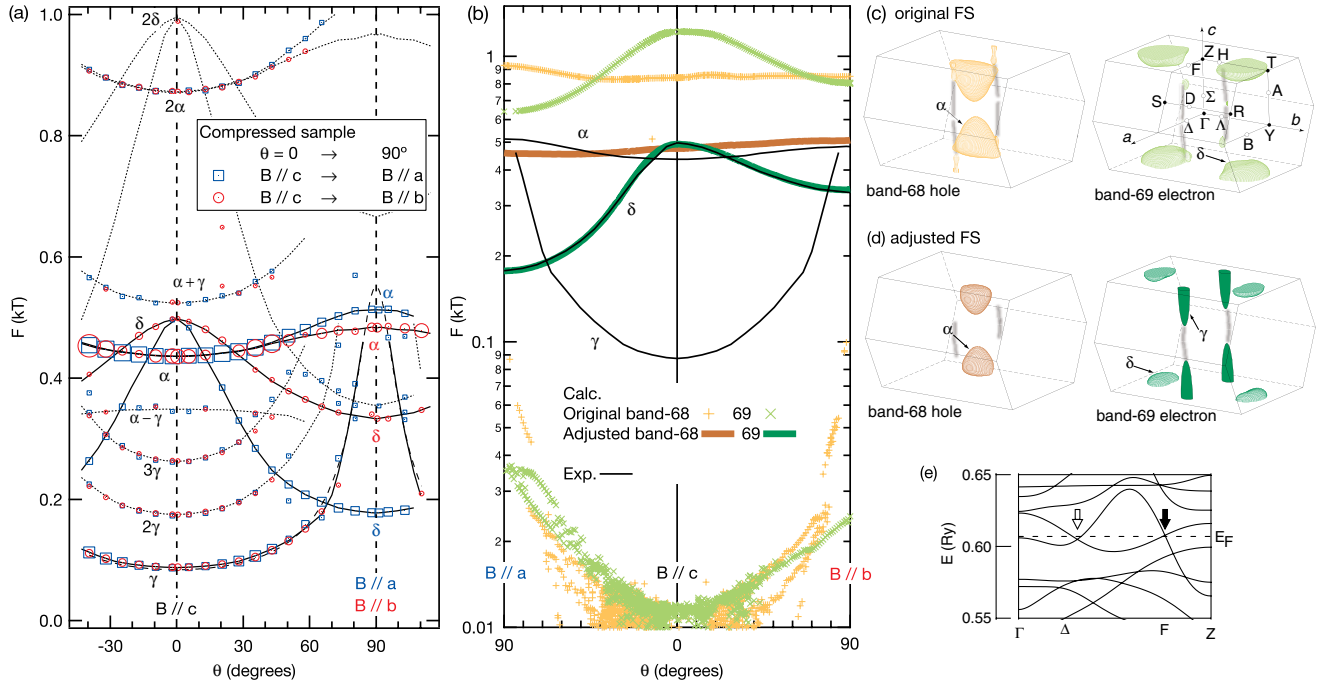 (a)
1.0
0.8
0.6
0.4
0.2
0.0
F (kT)
2δ
2α
Compressed sample
θ = 0 → 90º
B // c → B // a
B // c → B // b
α + γ
δ
α
α
α
α − γ
δ
3γ
2γ
δ
γ
B // c
B // a
B // b
-30 0 30 60 90
θ (degrees)
(b)
1
9
8
7
6
5
4
3
2
0.1
9
8
7
6
5
4
3
2
0.01
F (kT)
α
δ
γ
Calc.
Original band-68 69
Adjusted band-68 69
Exp.
B // a
B // c
B // b
90 0 90
θ (degrees)
(c) original FS
α
band-68 hole
c
Z H
F T
A
S D Σ
R
Δ Γ Λ
a b
B Y
δ
band-69 electron
(d) adjusted FS
α
band-68 hole
γ
δ
band-69 electron
(e)
0.65
0.60
0.55
E (Ry)
EF
Γ Δ F Z